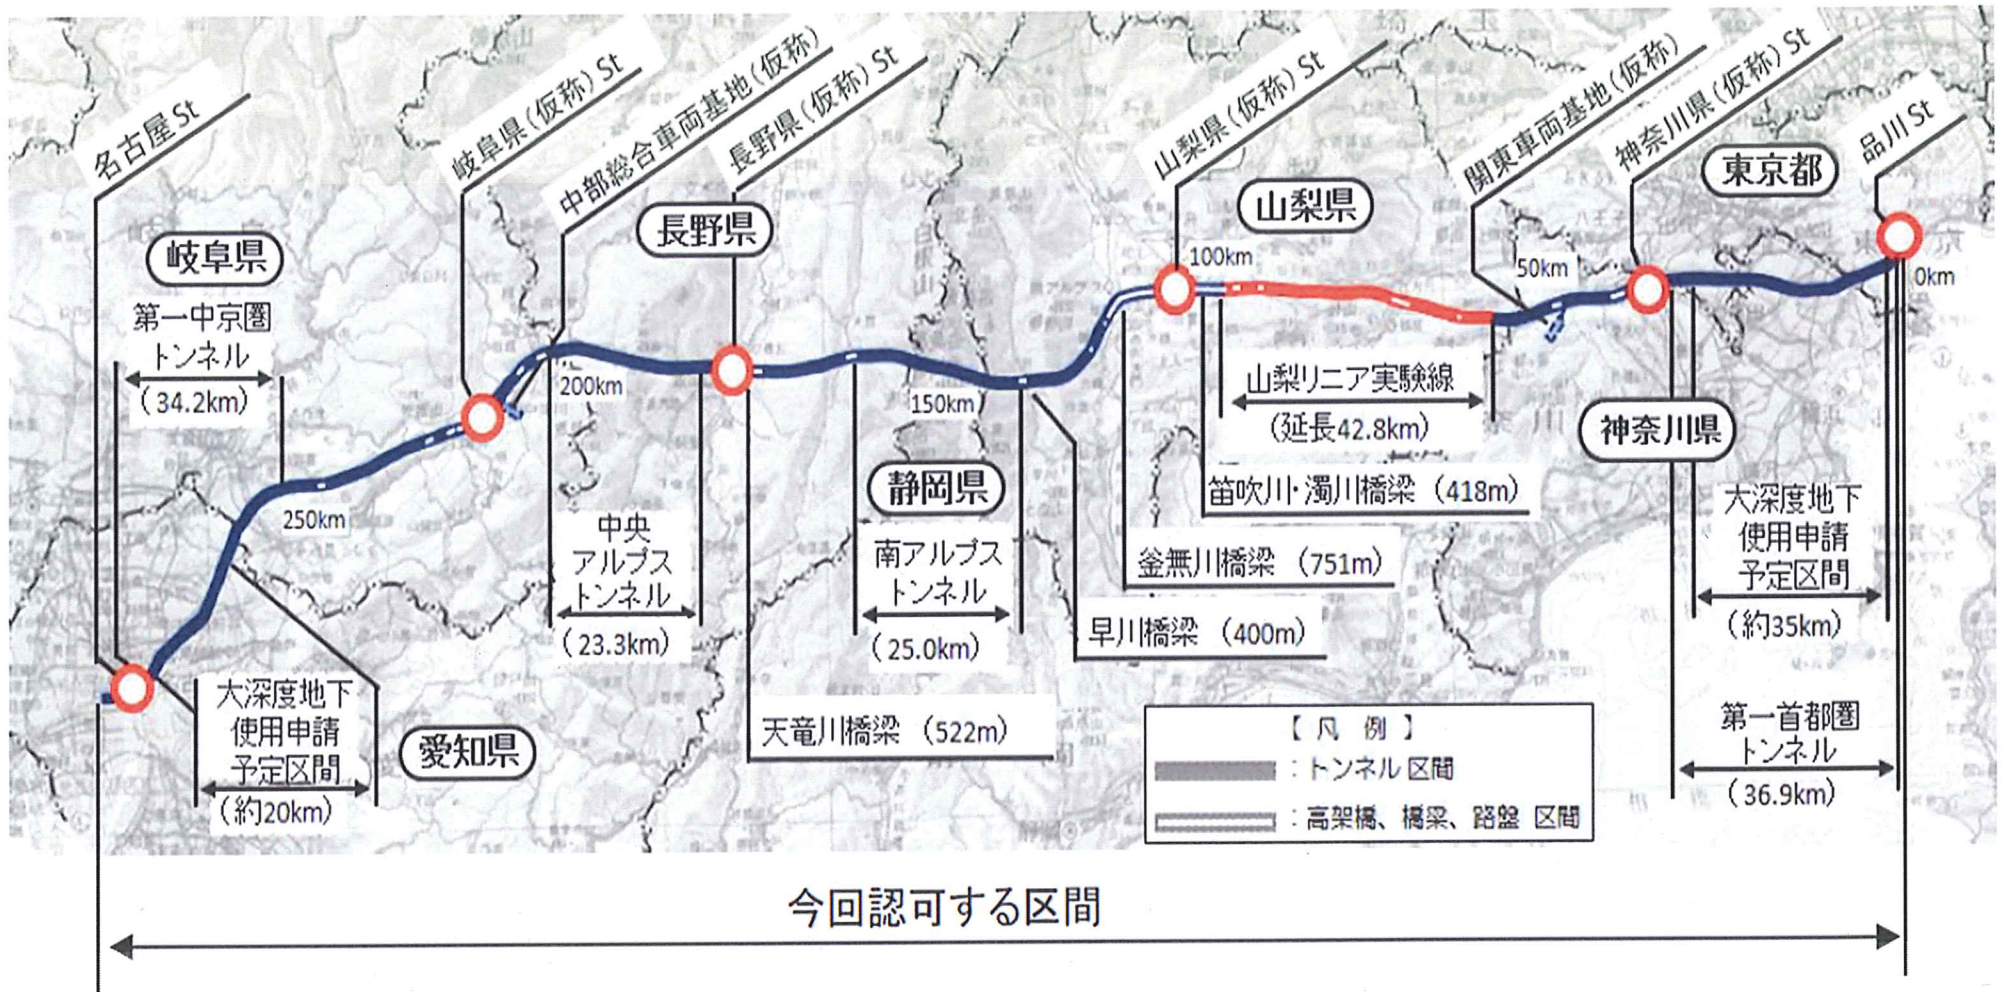 名古屋 St
岐阜県(仮称) St
中部総合車両基地(仮称)
長野県(仮称) St
山梨県(仮称) St
関東車両基地(仮称)
神奈川県(仮称) St
品川 St
岐阜県
長野県
山梨県
東京都
第一中京圏
トンネル
(34.2km)
250km
200km
150km
100km
50km
0km
山梨リニア実験線
(延長42.8km)
神奈川県
静岡県
愛知県
笛吹川・濁川橋梁 (418m)
釜無川橋梁 (751m)
早川橋梁 (400m)
天竜川橋梁 (522m)
中央
アルプス
トンネル
(23.3km)
南アルプス
トンネル
(25.0km)
大深度地下
使用申請
予定区間
(約35km)
第一首都圏
トンネル
(36.9km)
大深度地下
使用申請
予定区間
(約20km)
【 凡 例 】
:トンネル 区間
:高架橋、橋梁、路盤 区間
今回認可する区間